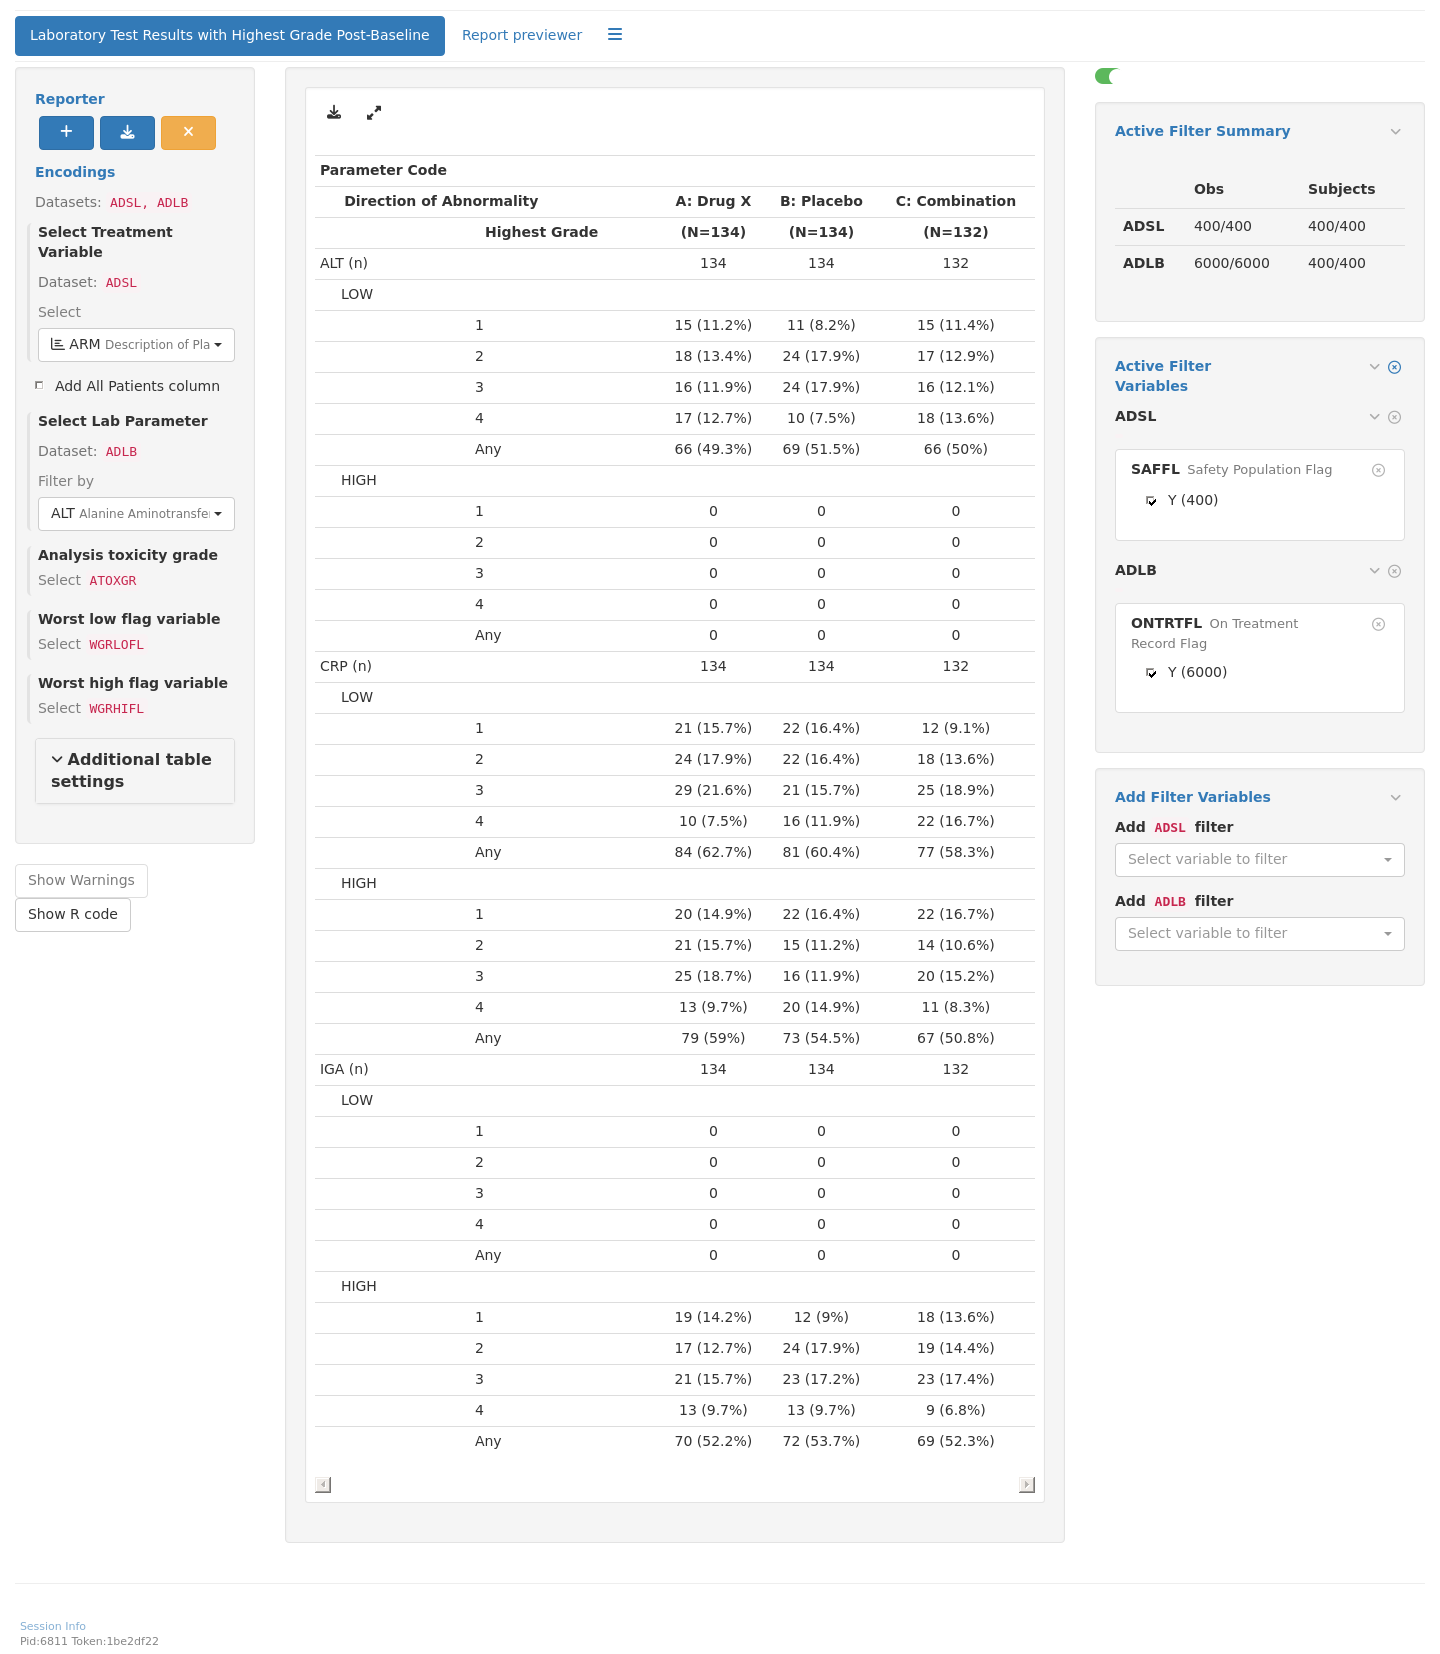 Laboratory Test Results with Highest Grade Post-Baseline Report previewer
Reporter
Encodings
Datasets: ADSL, ADLB
Select Treatment
Variable
Dataset: ADSL
Select
ARM Description of Pla
Add All Patients column
Select Lab Parameter
Dataset: ADLB
Filter by
ALT Alanine Aminotransfe
Analysis toxicity grade
Select ATOXGR
Worst low flag variable
Select WGRLOFL
Worst high flag variable
Select WGRHIFL
Additional table
settings
Show Warnings
Show R code
Parameter Code
Direction of Abnormality A: Drug X B: Placebo C: Combination
Highest Grade (N=134) (N=134) (N=132)
ALT (n) 134 134 132
LOW
1 15 (11.2%) 11 (8.2%) 15 (11.4%)
2 18 (13.4%) 24 (17.9%) 17 (12.9%)
3 16 (11.9%) 24 (17.9%) 16 (12.1%)
4 17 (12.7%) 10 (7.5%) 18 (13.6%)
Any 66 (49.3%) 69 (51.5%) 66 (50%)
HIGH
1 0 0 0
2 0 0 0
3 0 0 0
4 0 0 0
Any 0 0 0
CRP (n) 134 134 132
LOW
1 21 (15.7%) 22 (16.4%) 12 (9.1%)
2 24 (17.9%) 22 (16.4%) 18 (13.6%)
3 29 (21.6%) 21 (15.7%) 25 (18.9%)
4 10 (7.5%) 16 (11.9%) 22 (16.7%)
Any 84 (62.7%) 81 (60.4%) 77 (58.3%)
HIGH
1 20 (14.9%) 22 (16.4%) 22 (16.7%)
2 21 (15.7%) 15 (11.2%) 14 (10.6%)
3 25 (18.7%) 16 (11.9%) 20 (15.2%)
4 13 (9.7%) 20 (14.9%) 11 (8.3%)
Any 79 (59%) 73 (54.5%) 67 (50.8%)
IGA (n) 134 134 132
LOW
1 0 0 0
2 0 0 0
3 0 0 0
4 0 0 0
Any 0 0 0
HIGH
1 19 (14.2%) 12 (9%) 18 (13.6%)
2 17 (12.7%) 24 (17.9%) 19 (14.4%)
3 21 (15.7%) 23 (17.2%) 23 (17.4%)
4 13 (9.7%) 13 (9.7%) 9 (6.8%)
Any 70 (52.2%) 72 (53.7%) 69 (52.3%)
Active Filter Summary
Obs Subjects
ADSL 400/400 400/400
ADLB 6000/6000 400/400
Active Filter
Variables
ADSL
SAFFL Safety Population Flag
Y (400)
ADLB
ONTRTFL On Treatment
Record Flag
Y (6000)
Add Filter Variables
Add ADSL filter
Select variable to filter
Add ADLB filter
Select variable to filter
Session Info
Pid:6811 Token:1be2df22